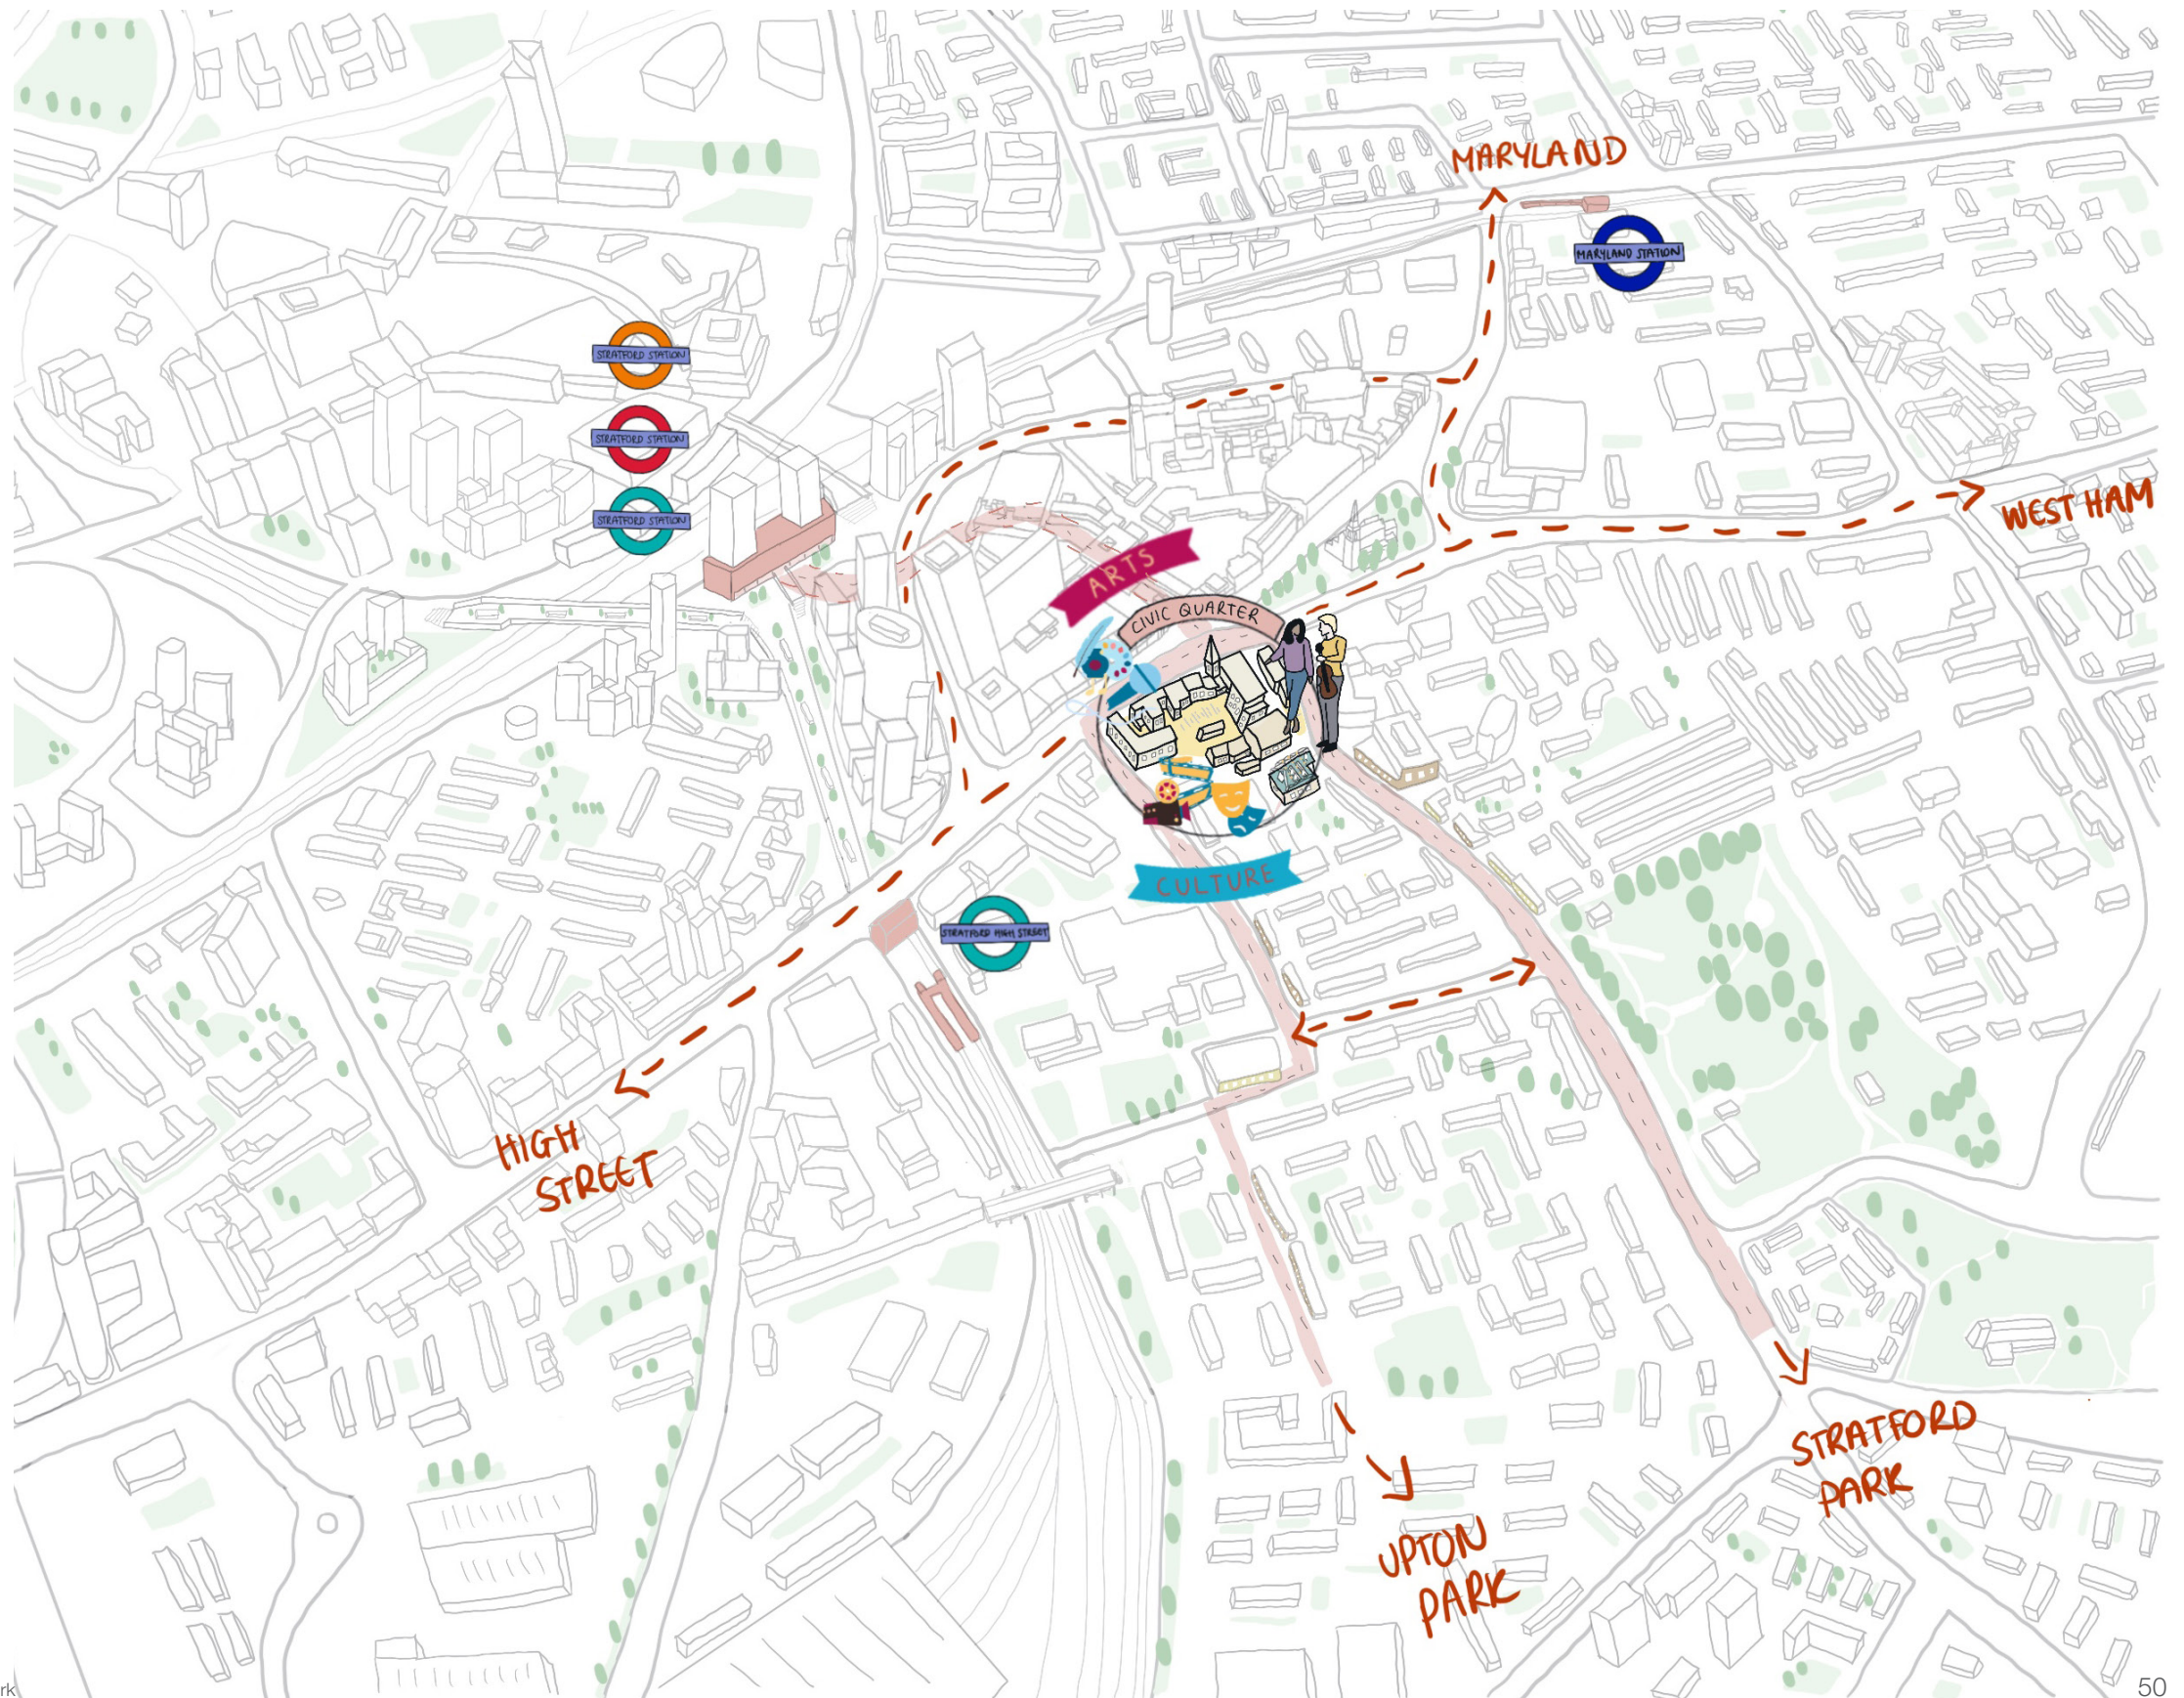 MARYLAND
MARYLAND STATION
STRATFORD STATION
STRATFORD STATION
WEST HAM
STRATFORD STATION
ARTS
CIVIC QUARTER
CULTURE
STRATFORD HIGH STREET
HIGH
STREET
STRATFORD
PARK
UPTON
PARK
rk
50